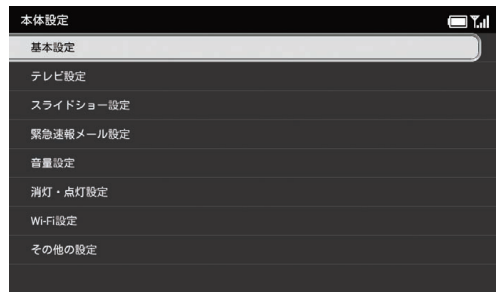 本体設定
基本設定
テレビ設定
スライドショー設定
緊急速報メール設定
音量設定
消灯・点灯設定
Wi-Fi設定
その他の設定